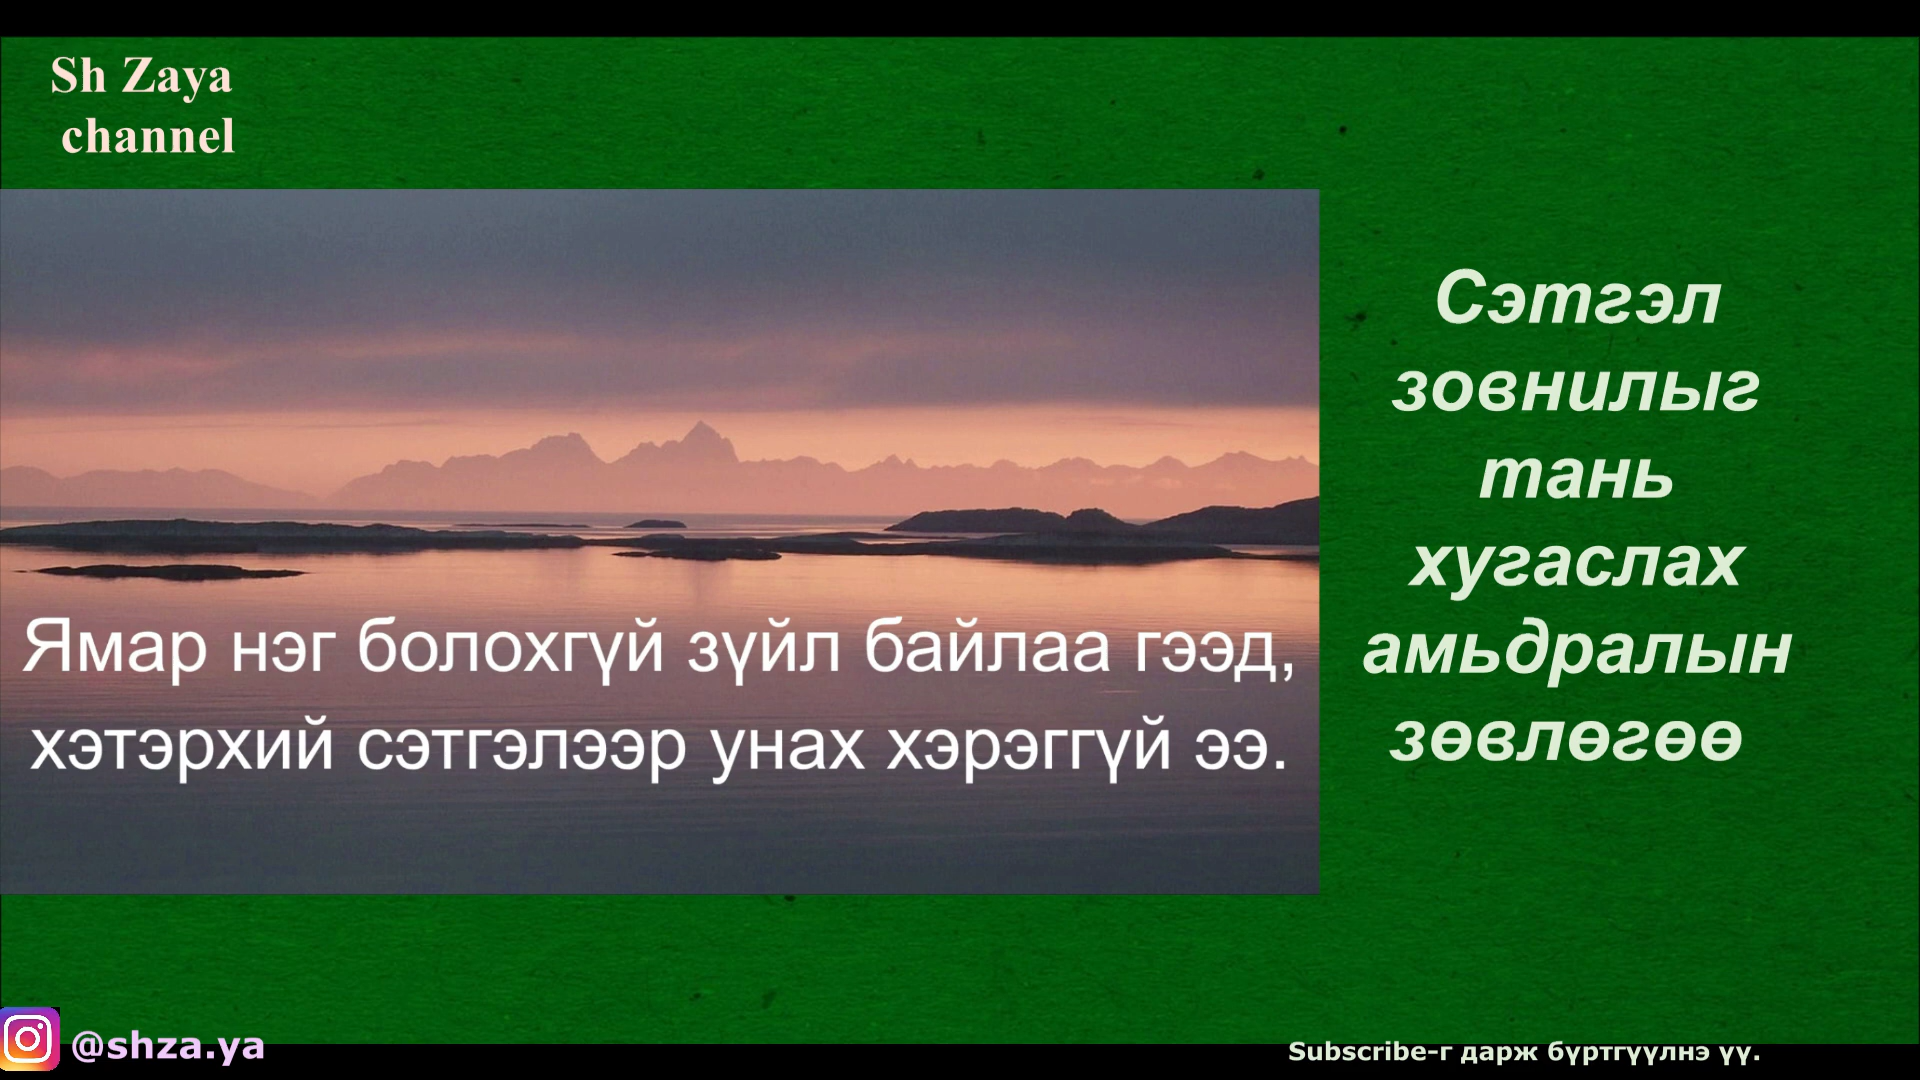 Sh Zaya
channel
Ямар нэг болохгүй зүйл байлаа гээд,
хэтэрхий сэтгэлээр унах хэрэггүй ээ.
Сэтгэл
зовнилыг
тань
хугаслах
амьдралын
зөвлөгөө
@shza.ya
Subscribe-г дарж бүртгүүлнэ үү.